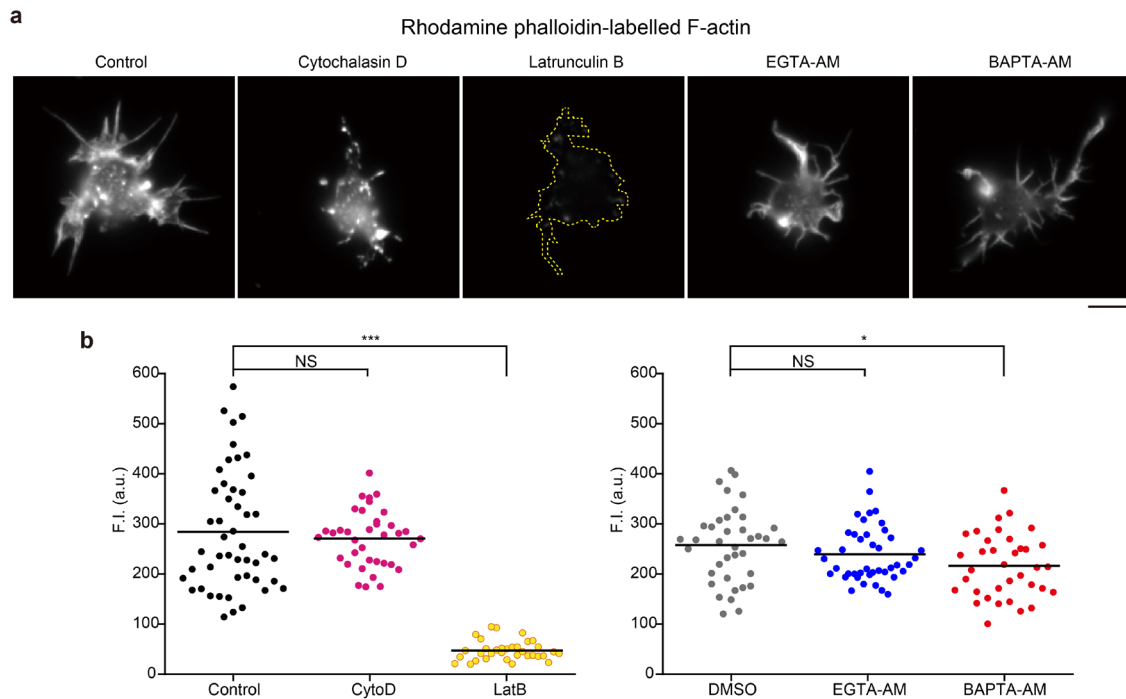 a
Rhodamine phalloidin-labelled F-actin
Control Cytochalasin D Latrunculin B EGTA-AM BAPTA-AM
b
*** *
NS NS
600 600
500 500
400 400
300 300
200 200
100 100
0 0
F.I. (a.u.) F.I. (a.u.)
Control CytoD LatB DMSO EGTA-AM BAPTA-AM